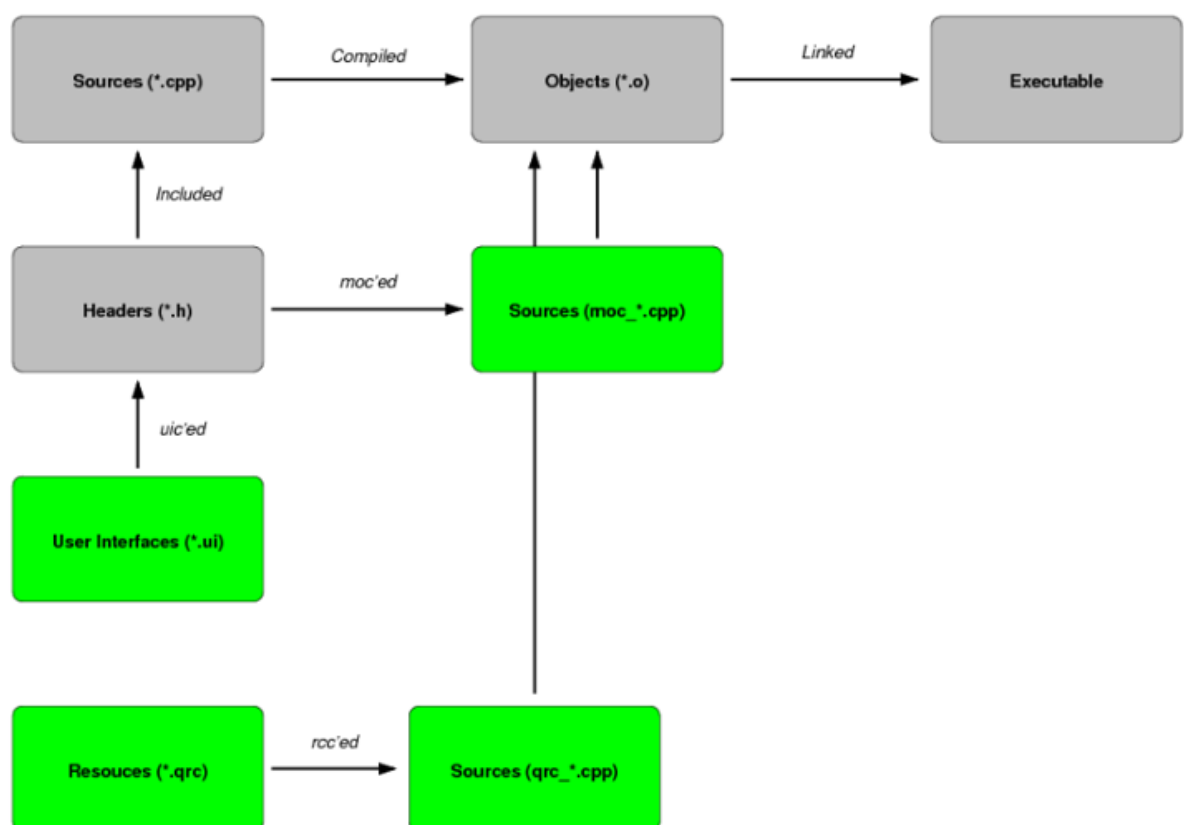 Sources (*.cpp)
Compiled
Objects (*.o)
Linked
Executable
Included
Headers (*.h)
moc'ed
Sources (moc_*.cpp)
uic'ed
User Interfaces (*.ui)
Resouces (*.qrc)
rcc'ed
Sources (qrc_*.cpp)